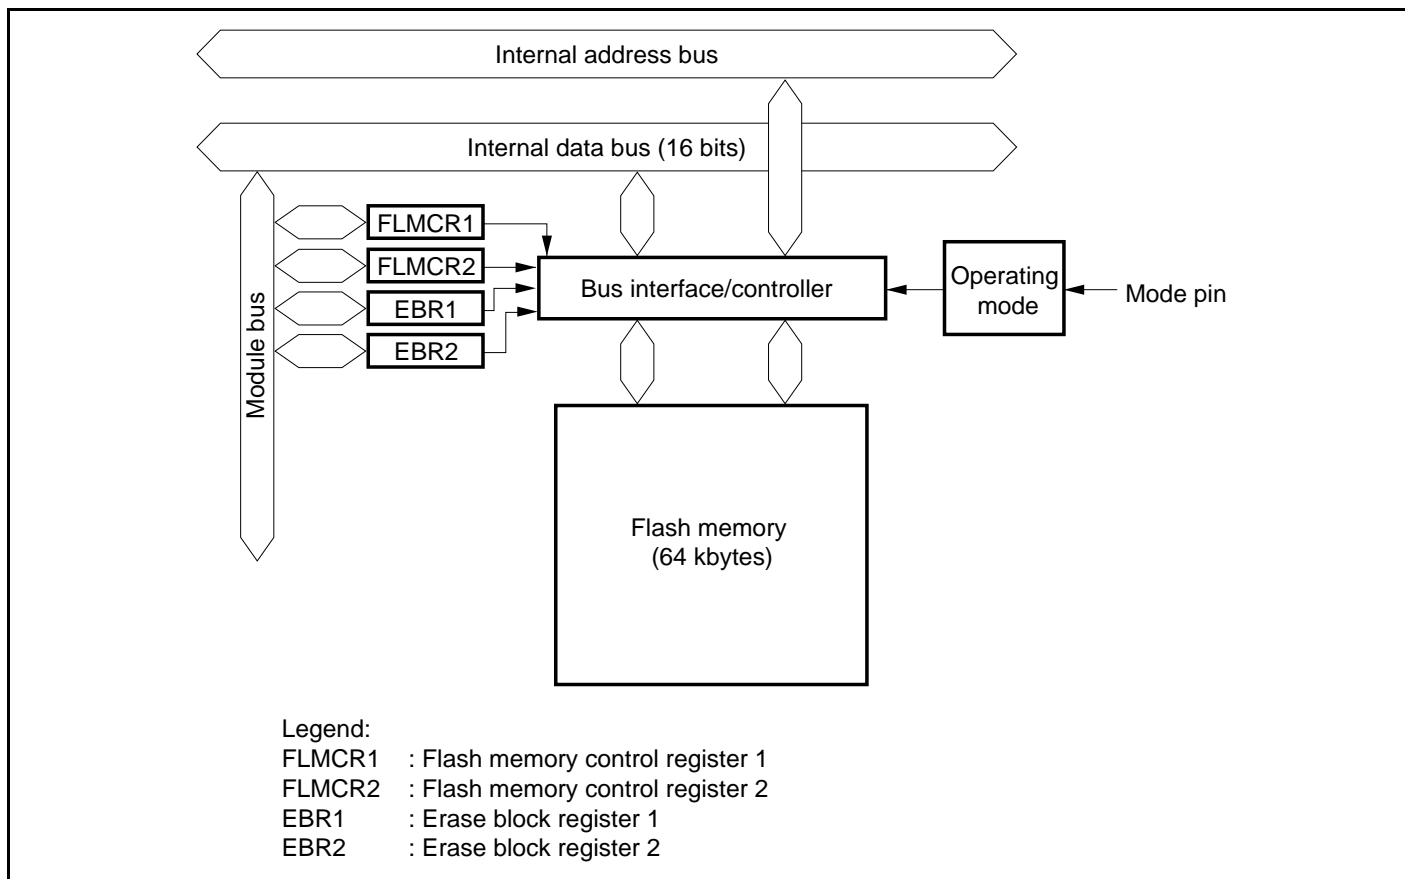 Internal address bus
Internal data bus (16 bits)
Module bus
FLMCR1
FLMCR2
EBR1
EBR2
Bus interface/controller
Operating
mode
Mode pin
Flash memory
(64 kbytes)
Legend:
FLMCR1 : Flash memory control register 1
FLMCR2 : Flash memory control register 2
EBR1 : Erase block register 1
EBR2 : Erase block register 2